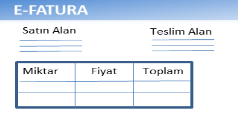 E-FATURA
Satın Alan Teslim Alan
Miktar Fiyat Toplam